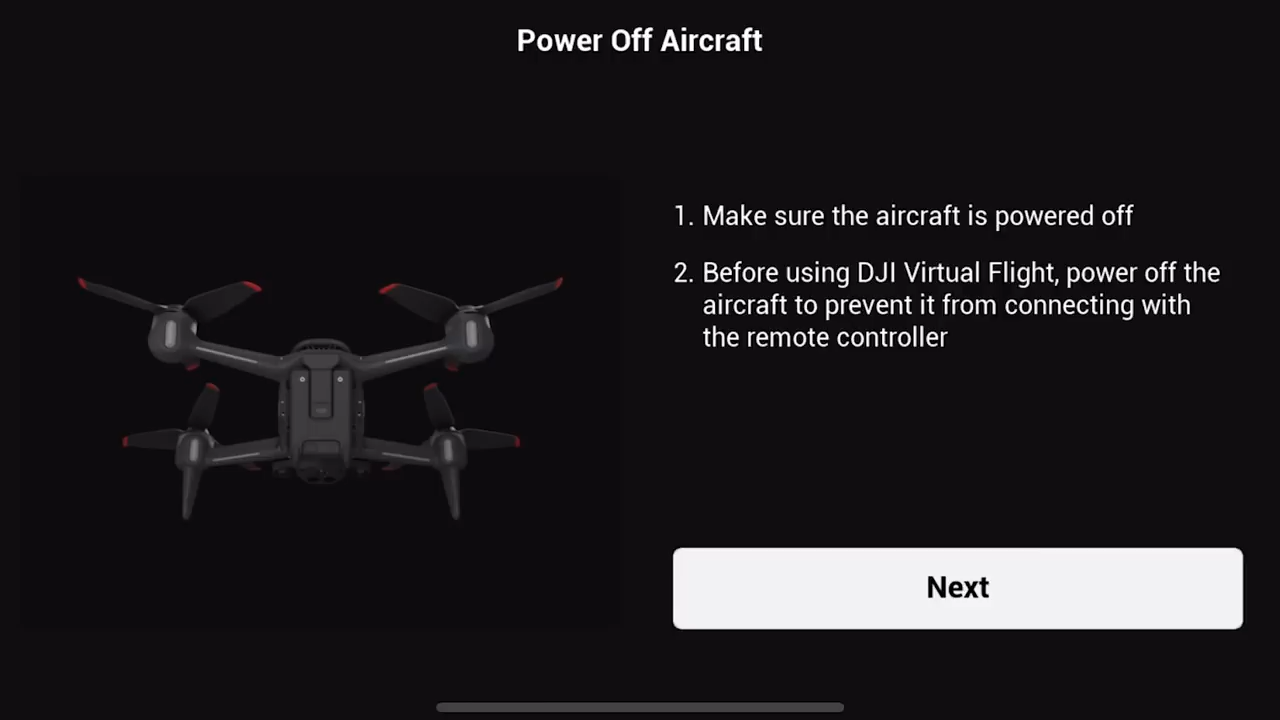 Power Off Aircraft
1. Make sure the aircraft is powered off
2. Before using DJI Virtual Flight, power off the
aircraft to prevent it from connecting with
the remote controller
Next